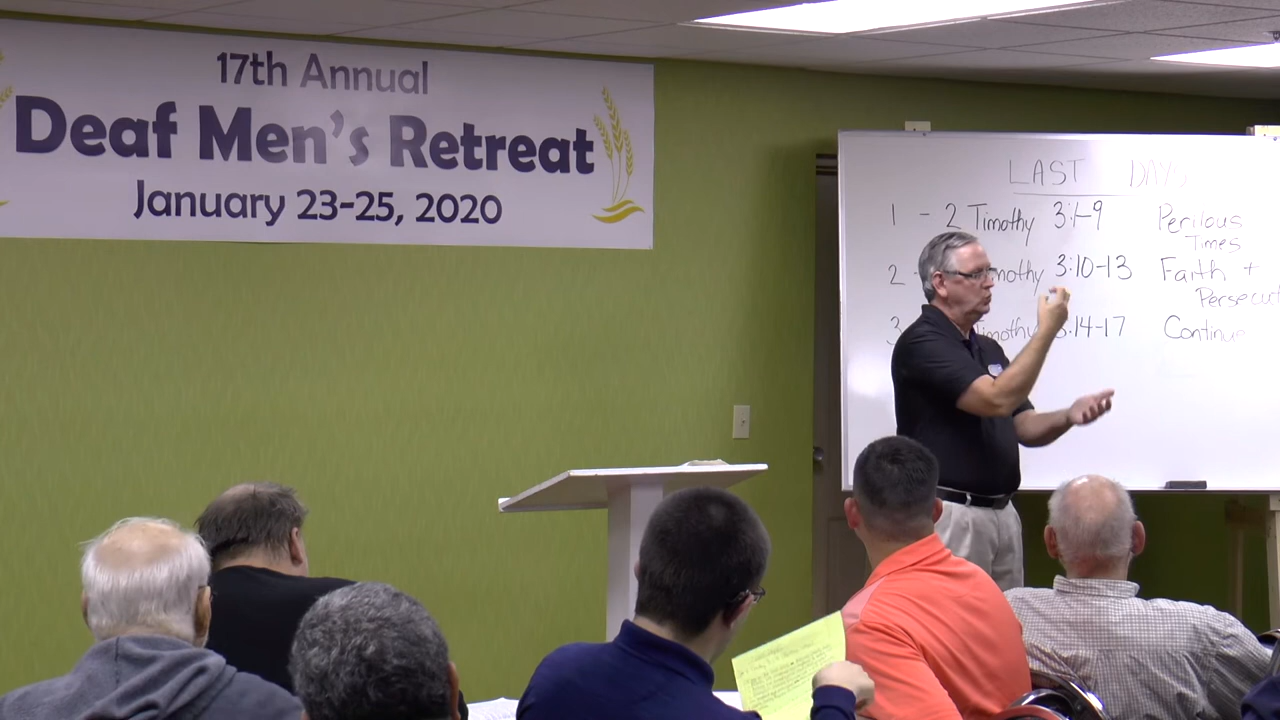 17th Annual
Deaf Men's Retreat
January 23-25, 2020
LAST DAYS
1 - 2 Timothy 3:1-9 Perilous
Times
2 - 3:10-13 Faith +
3 Timothy 3:14-17 Continue